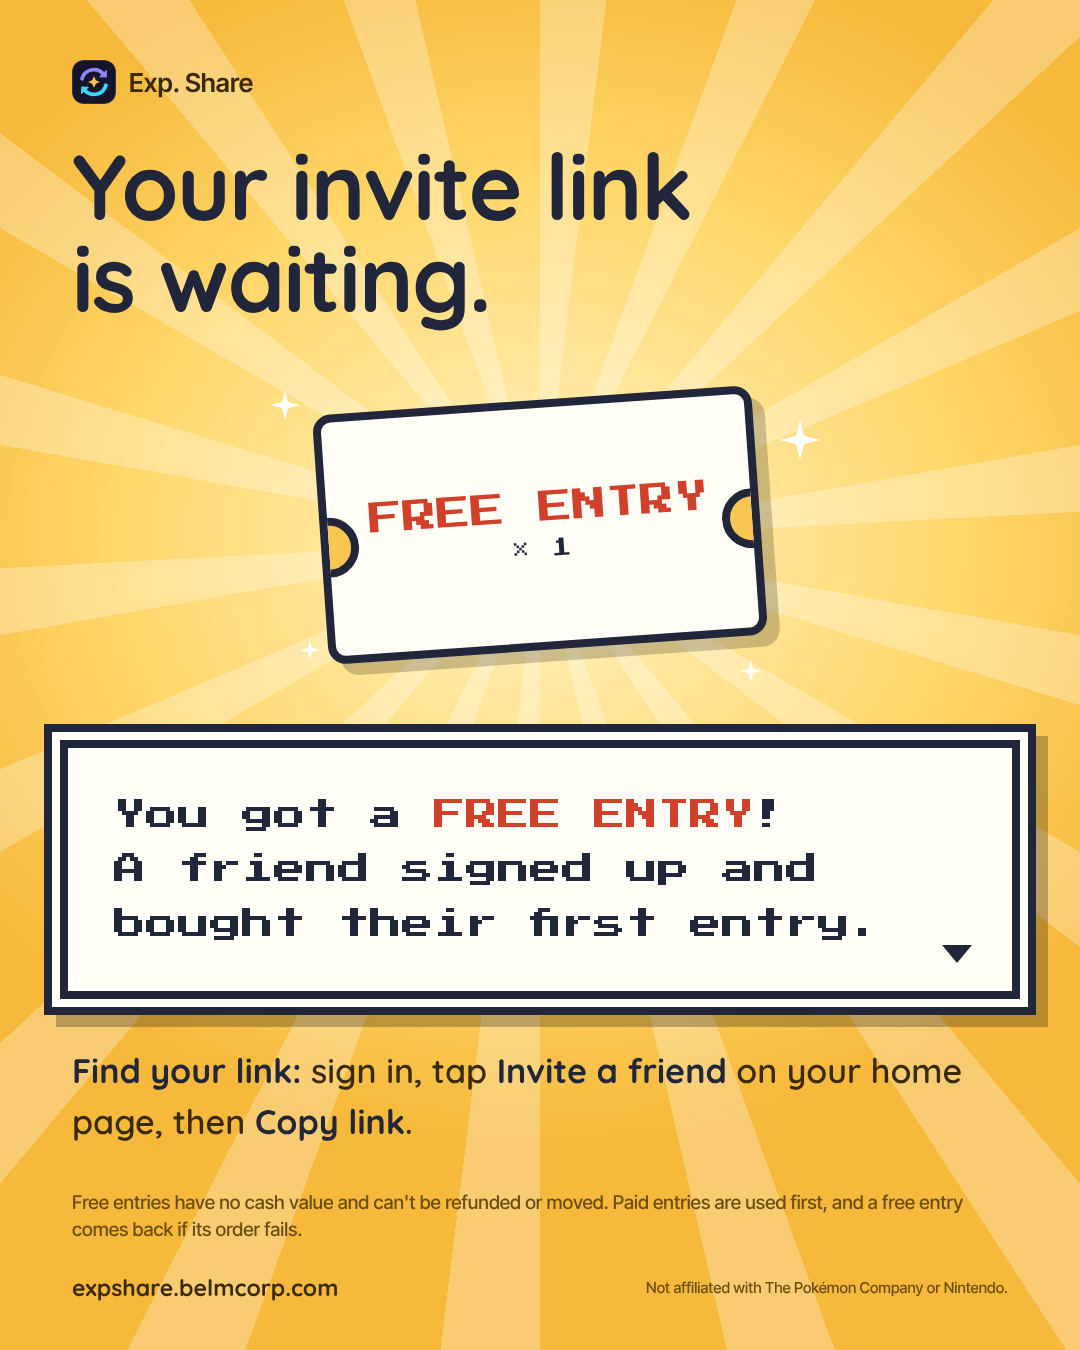 Exp. Share
Your invite link
is waiting.
FREE ENTRY
× 1
You got a FREE ENTRY!
A friend signed up and
bought their first entry.
Find your link: sign in, tap Invite a friend on your home
page, then Copy link.
Free entries have no cash value and can't be refunded or moved. Paid entries are used first, and a free entry
comes back if its order fails.
expshare.belmcorp.com
Not affiliated with The Pokémon Company or Nintendo.